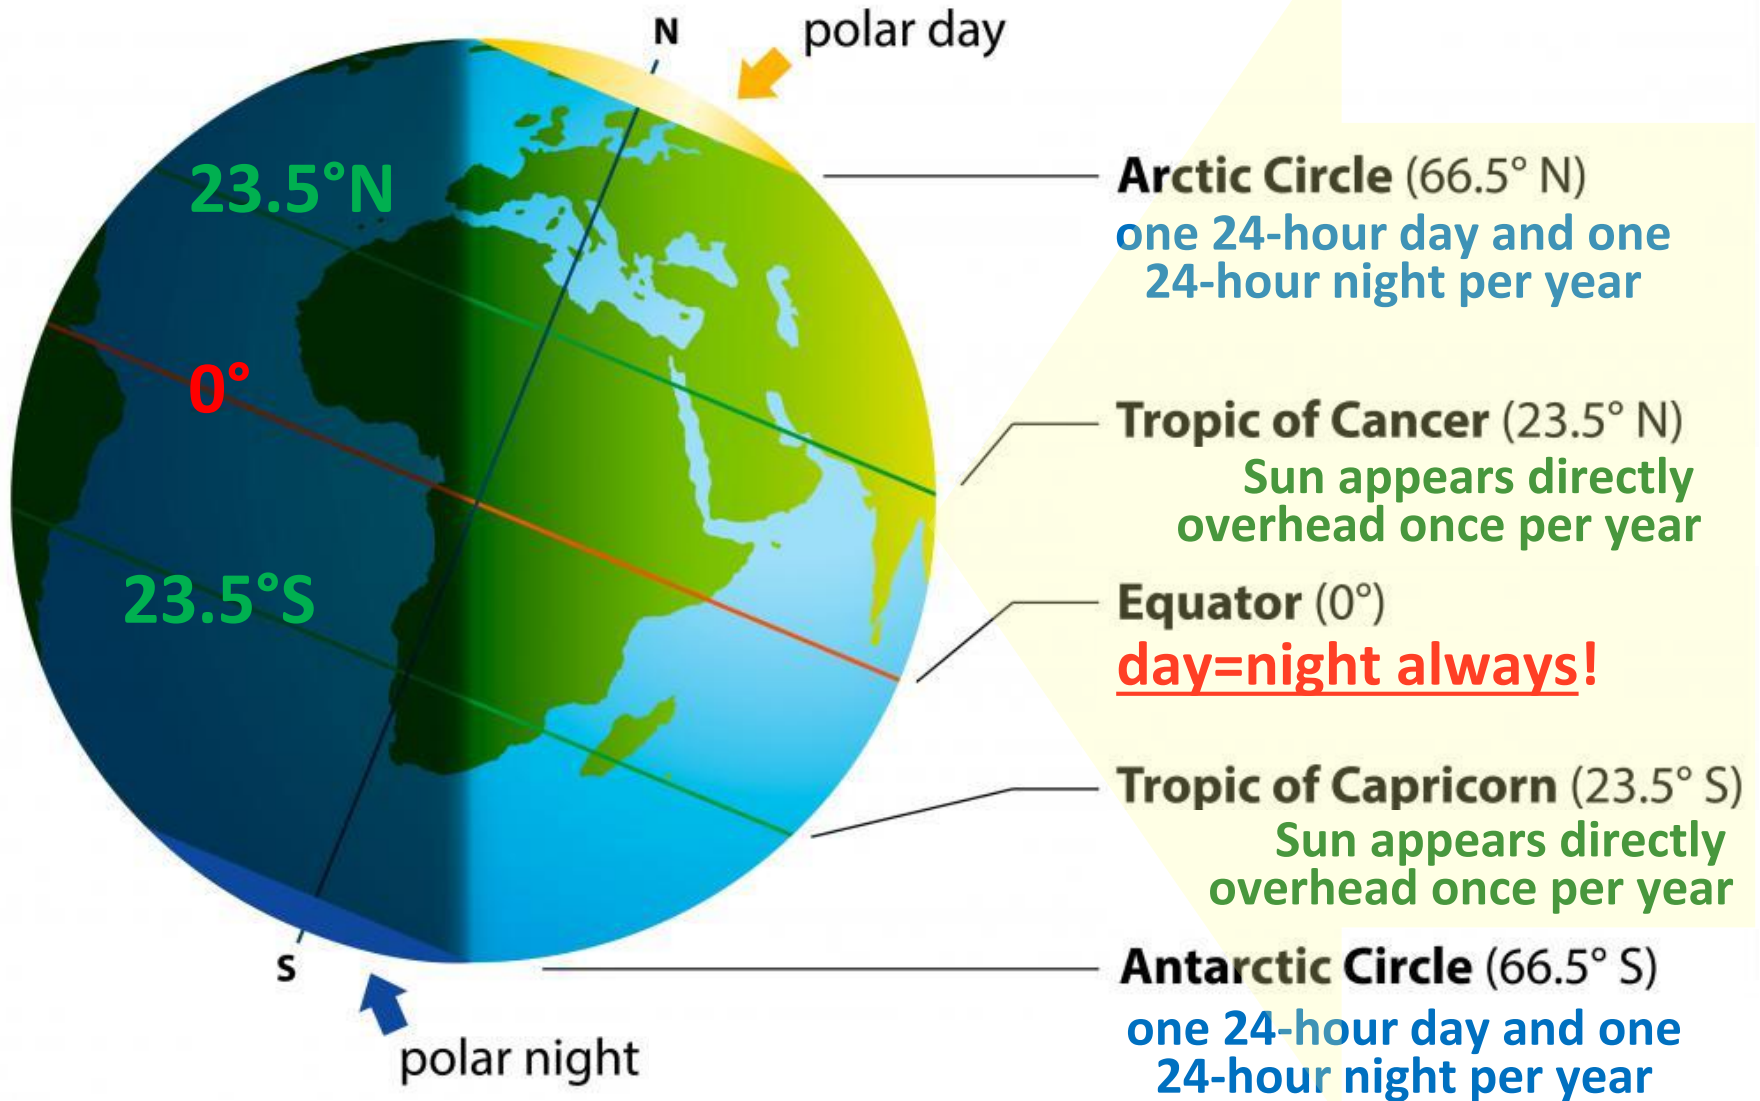 N
polar day
23.5°N
Arctic Circle (66.5° N)
one 24-hour day and one
24-hour night per year
0°
Tropic of Cancer (23.5° N)
Sun appears directly
overhead once per year
23.5°S
Equator (0°)
day=night always!
Tropic of Capricorn (23.5° S)
Sun appears directly
overhead once per year
S
Antarctic Circle (66.5° S)
one 24-hour day and one
24-hour night per year
polar night